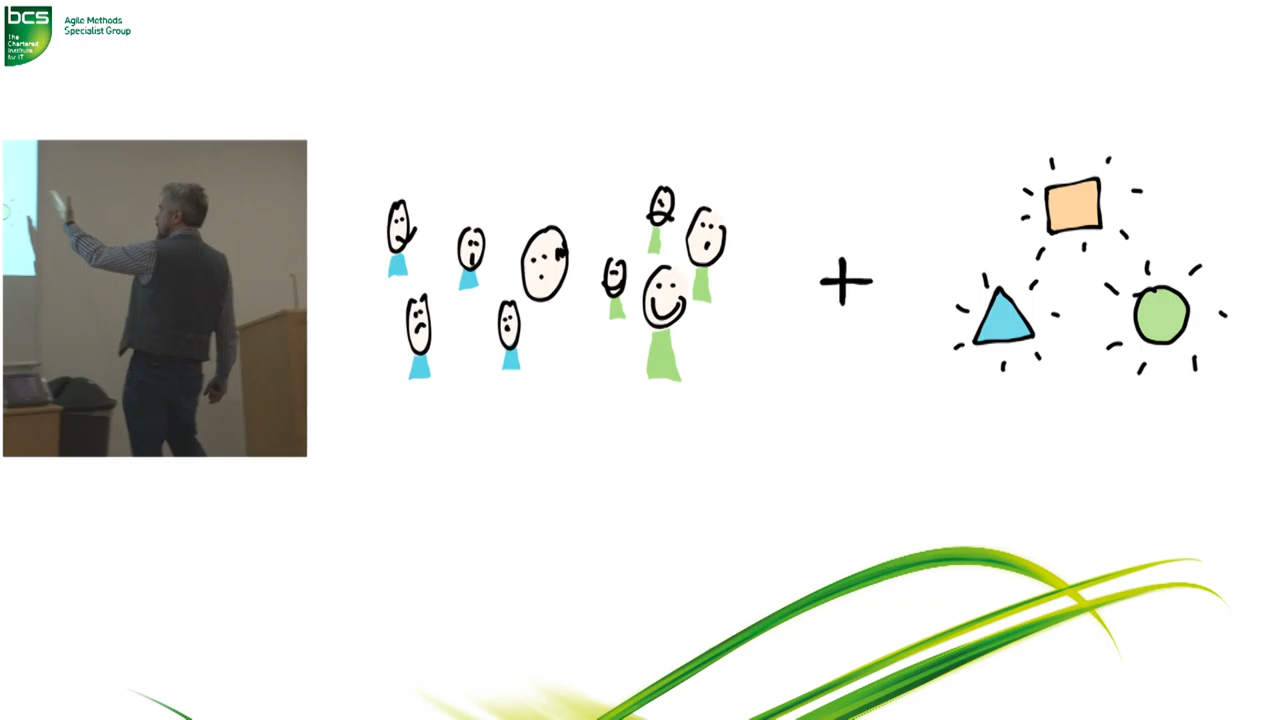 bcs
The
Chartered
Institute
for IT
Agile Methods
Specialist Group
+